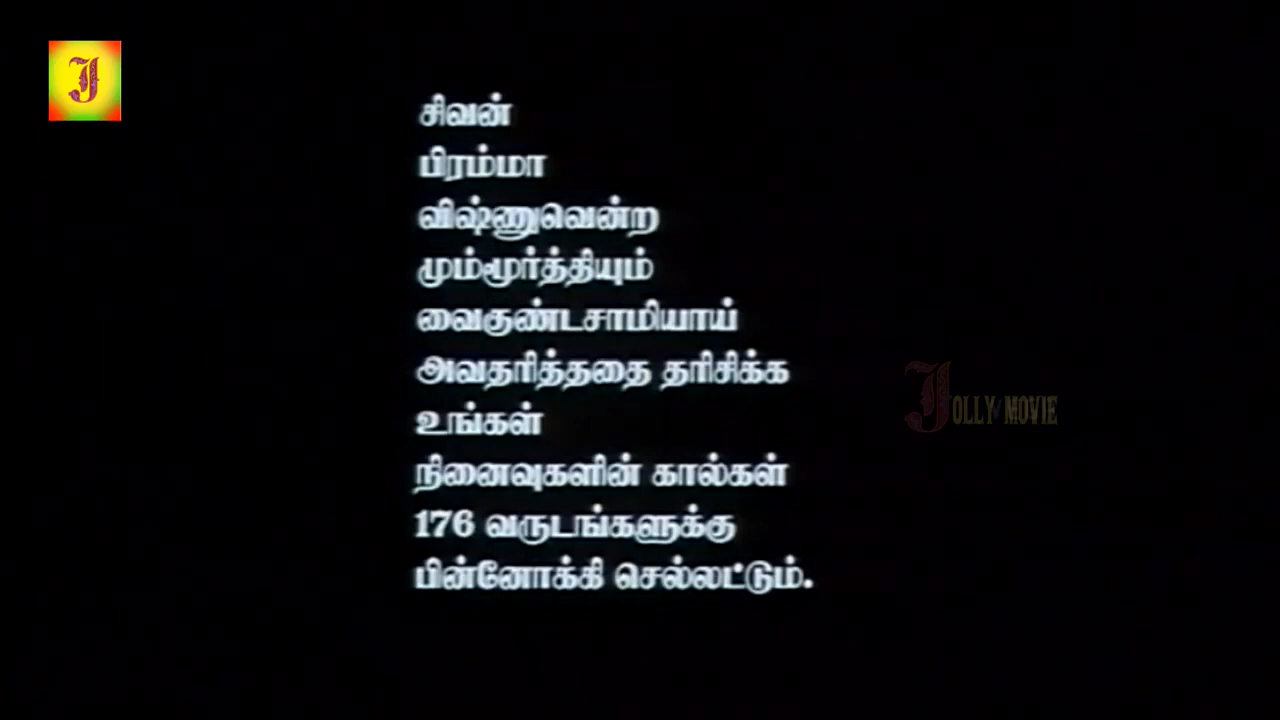 J
சிவன்
பிரம்மா
விஷ்ணுவென்ற
மும்மூர்த்தியும்
வைகுண்டசாமியாய்
அவதரித்ததை தரிசிக்க
உங்கள்
நினைவுகளின் கால்கள்
176 வருடங்களுக்கு
பின்னோக்கி செல்லட்டும்.
JOLLY MOVIE